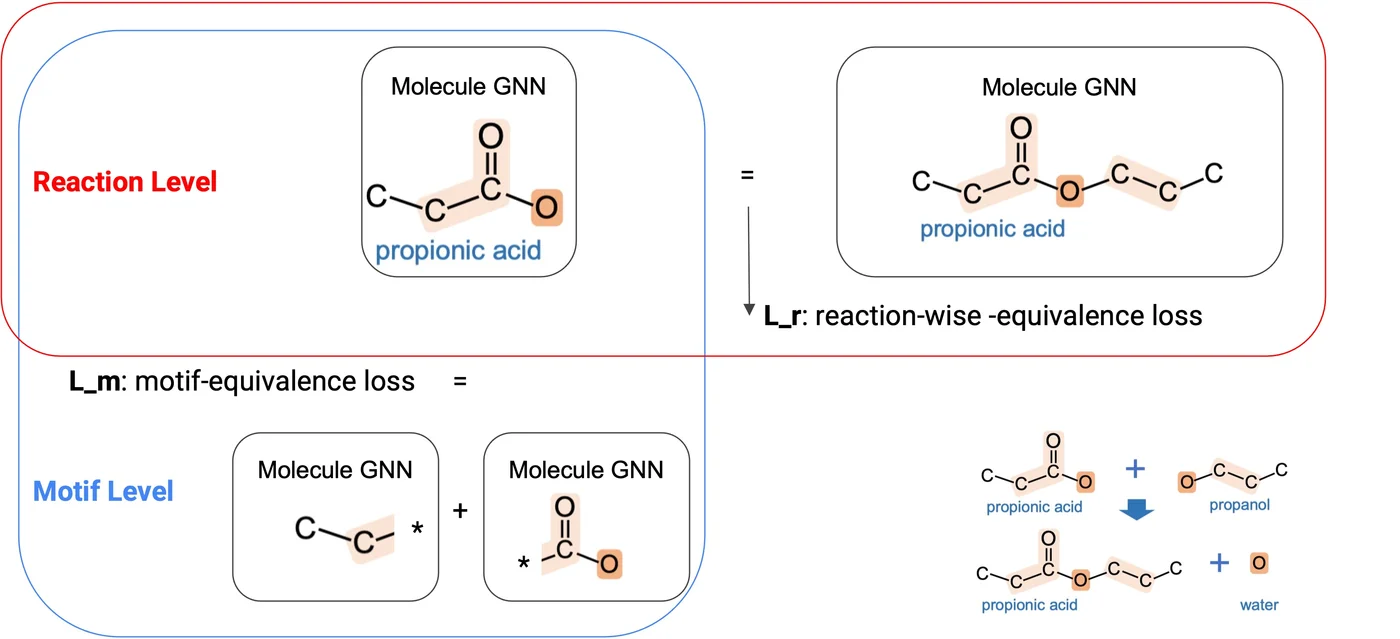 Molecule GNN
Molecule GNN
O
C
C
C
O
propionic acid
Reaction Level
=
O
C
C
C
O
C
C
C
propionic acid
L_r: reaction-wise -equivalence loss
L_m: motif-equivalence loss =
Motif Level
Molecule GNN
C
C
*
+
Molecule GNN
O
*
C
O
O
C
C
C
O
propionic acid
+
O
C
C
C
propanol
O
C
C
C
O
C
C
C
propionic acid
+
O
water